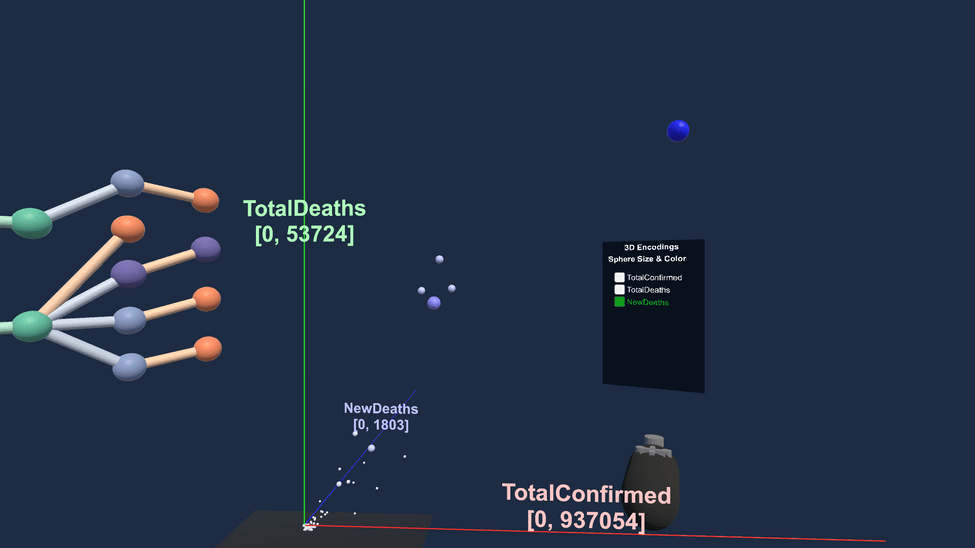 TotalDeaths
[0, 53724]
3D Encodings
Sphere Size & Color
TotalConfirmed
TotalDeaths
NewDeaths
NewDeaths
[0, 1803]
TotalConfirmed
[0, 937054]